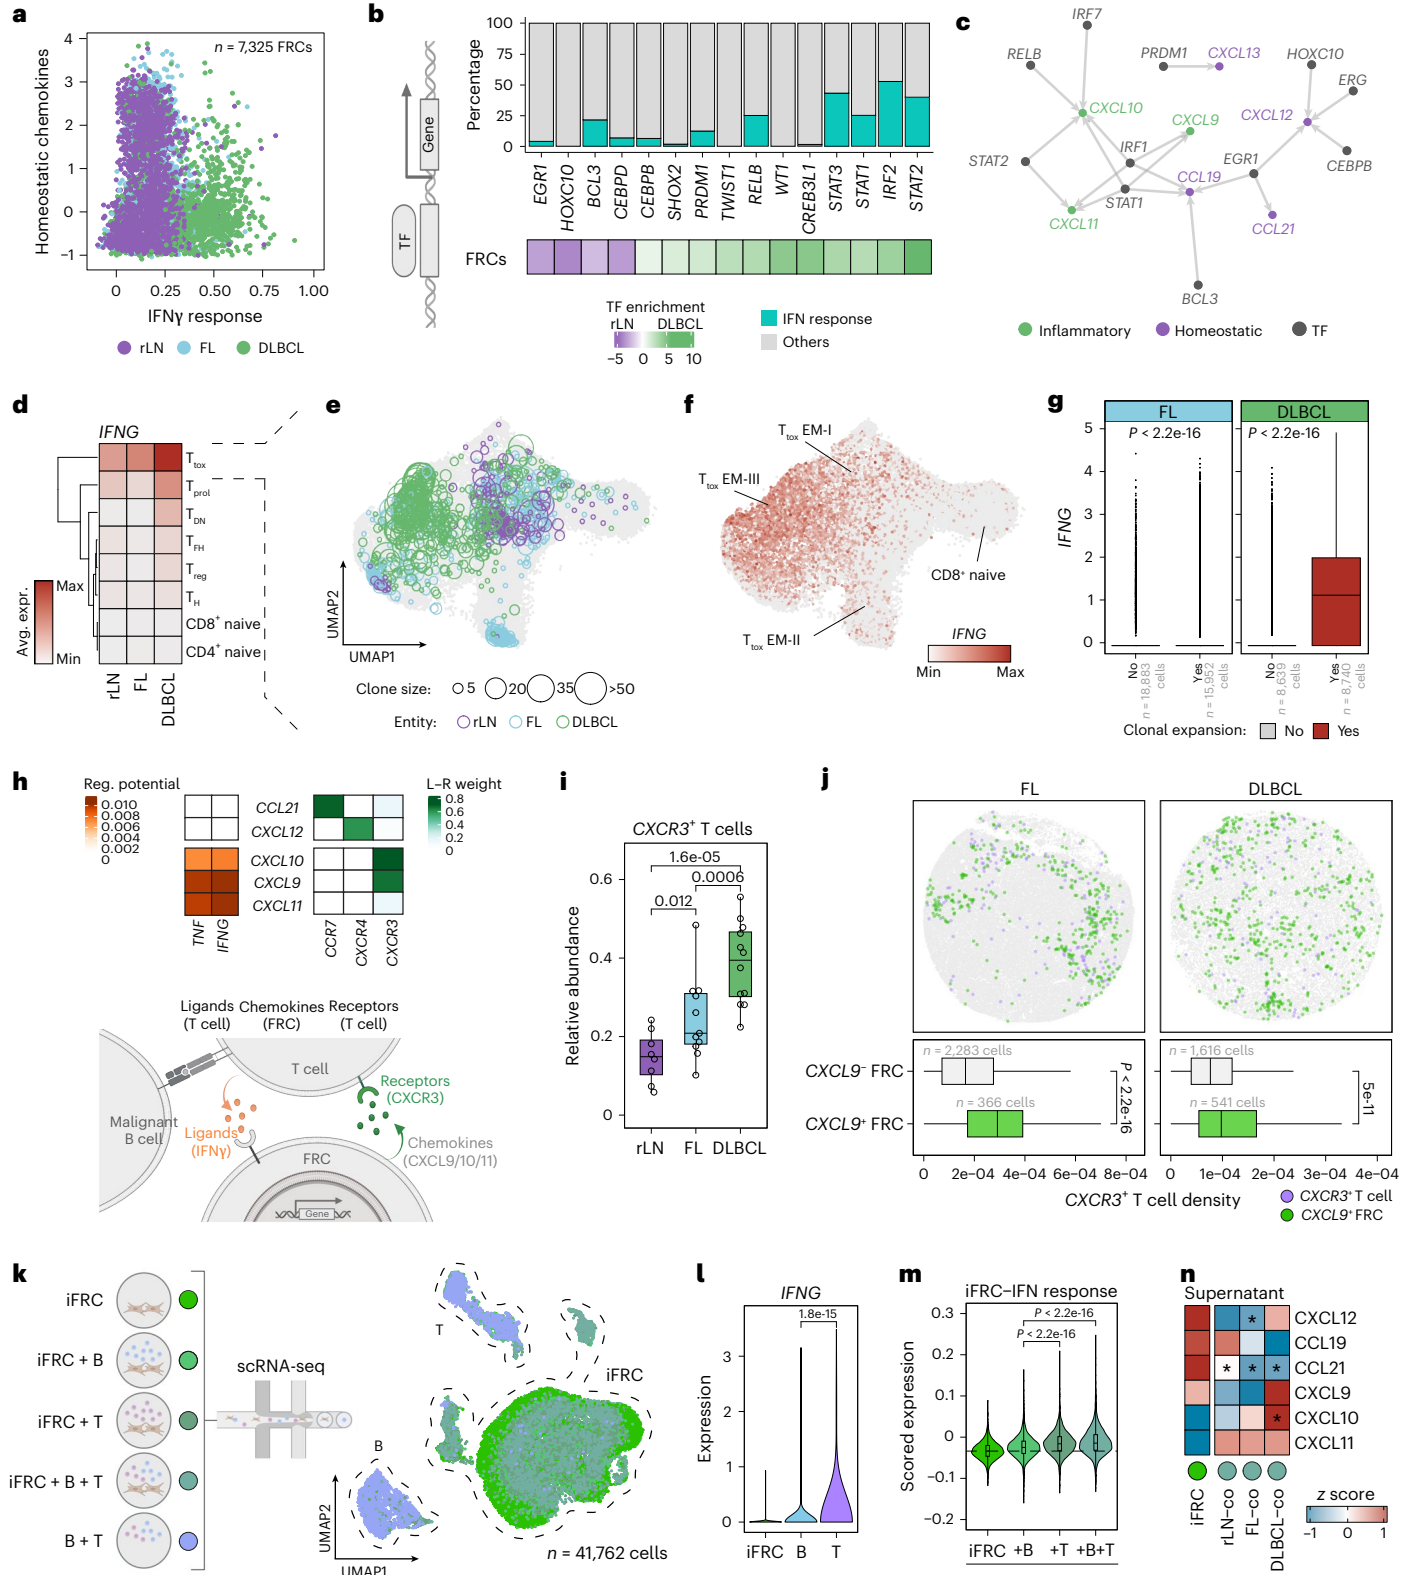 a
n = 7,325 FRCs
Homeostatic chemokines
4
3
2
1
0
−1
0
0.25
0.50
0.75
1.00
IFNγ response
rLN
FL
DLBCL
b
TF
Gene
Percentage
100
75
50
25
0
EGR1
HOXC10
BCL3
CEBPD
CEBPB
SHOX2
PRDM1
TWIST1
RELB
WT1
CREB3L1
STAT3
STAT1
IRF2
STAT2
FRCs
TF enrichment
rLN
DLBCL
−5
0
5
10
IFN response
Others
c
IRF7
RELB
PRDM1
CXCL13
HOXC10
ERG
CXCL10
CXCL9
CXCL12
IRF1
STAT2
EGR1
CEBPB
CCL19
STAT1
CXCL11
CCL21
BCL3
Inflammatory
Homeostatic
TF
d
IFNG
Ttox
Tprol
TDN
TFH
Treg
TH
CD8+ naive
CD4+ naive
Avg. expr.
Max
Min
rLN
FL
DLBCL
e
UMAP2
UMAP1
Clone size:
5
20
35
>50
Entity:
rLN
FL
DLBCL
f
Ttox EM-I
Ttox EM-III
CD8+ naive
Ttox EM-II
IFNG
Min
Max
g
FL
DLBCL
P < 2.2e-16
P < 2.2e-16
IFNG
5
4
3
2
1
0
No
n = 18,883 cells
Yes
n = 15,952 cells
No
n = 8,639 cells
Yes
n = 8,740 cells
Clonal expansion:
No
Yes
h
Reg. potential
0.010
0.008
0.006
0.004
0.002
0
L–R weight
0.8
0.6
0.4
0.2
0
CCL21
CXCL12
CXCL10
CXCL9
CXCL11
TNF
IFNG
CCR7
CXCR4
CXCR3
Ligands (T cell)
Chemokines (FRC)
Receptors (T cell)
T cell
Malignant B cell
Receptors (CXCR3)
Ligands (IFNγ)
Chemokines (CXCL9/10/11)
FRC
Gene
i
CXCR3+ T cells
1.6e-05
0.0006
0.012
Relative abundance
0.6
0.4
0.2
0
rLN
FL
DLBCL
j
FL
DLBCL
CXCL9− FRC
CXCL9+ FRC
n = 2,283 cells
n = 366 cells
P < 2.2e-16
n = 1,616 cells
n = 541 cells
5e-11
0
2e-04
4e-04
6e-04
8e-04
0
1e-04
2e-04
3e-04
4e-04
CXCR3+ T cell density
CXCR3+ T cell
CXCL9+ FRC
k
iFRC
iFRC + B
iFRC + T
iFRC + B + T
B + T
scRNA-seq
T
iFRC
B
UMAP2
UMAP1
n = 41,762 cells
l
IFNG
1.8e-15
Expression
3
2
1
0
iFRC
B
T
m
iFRC–IFN response
P < 2.2e-16
P < 2.2e-16
Scored expression
0.3
0.2
0.1
0
−0.1
−0.2
iFRC
+B
+T
+B+T
n
Supernatant
CXCL12
CCL19
CCL21
CXCL9
CXCL10
CXCL11
*
* * *
*
iFRC
rLN–co
FL–co
DLBCL–co
z score
−1
0
1